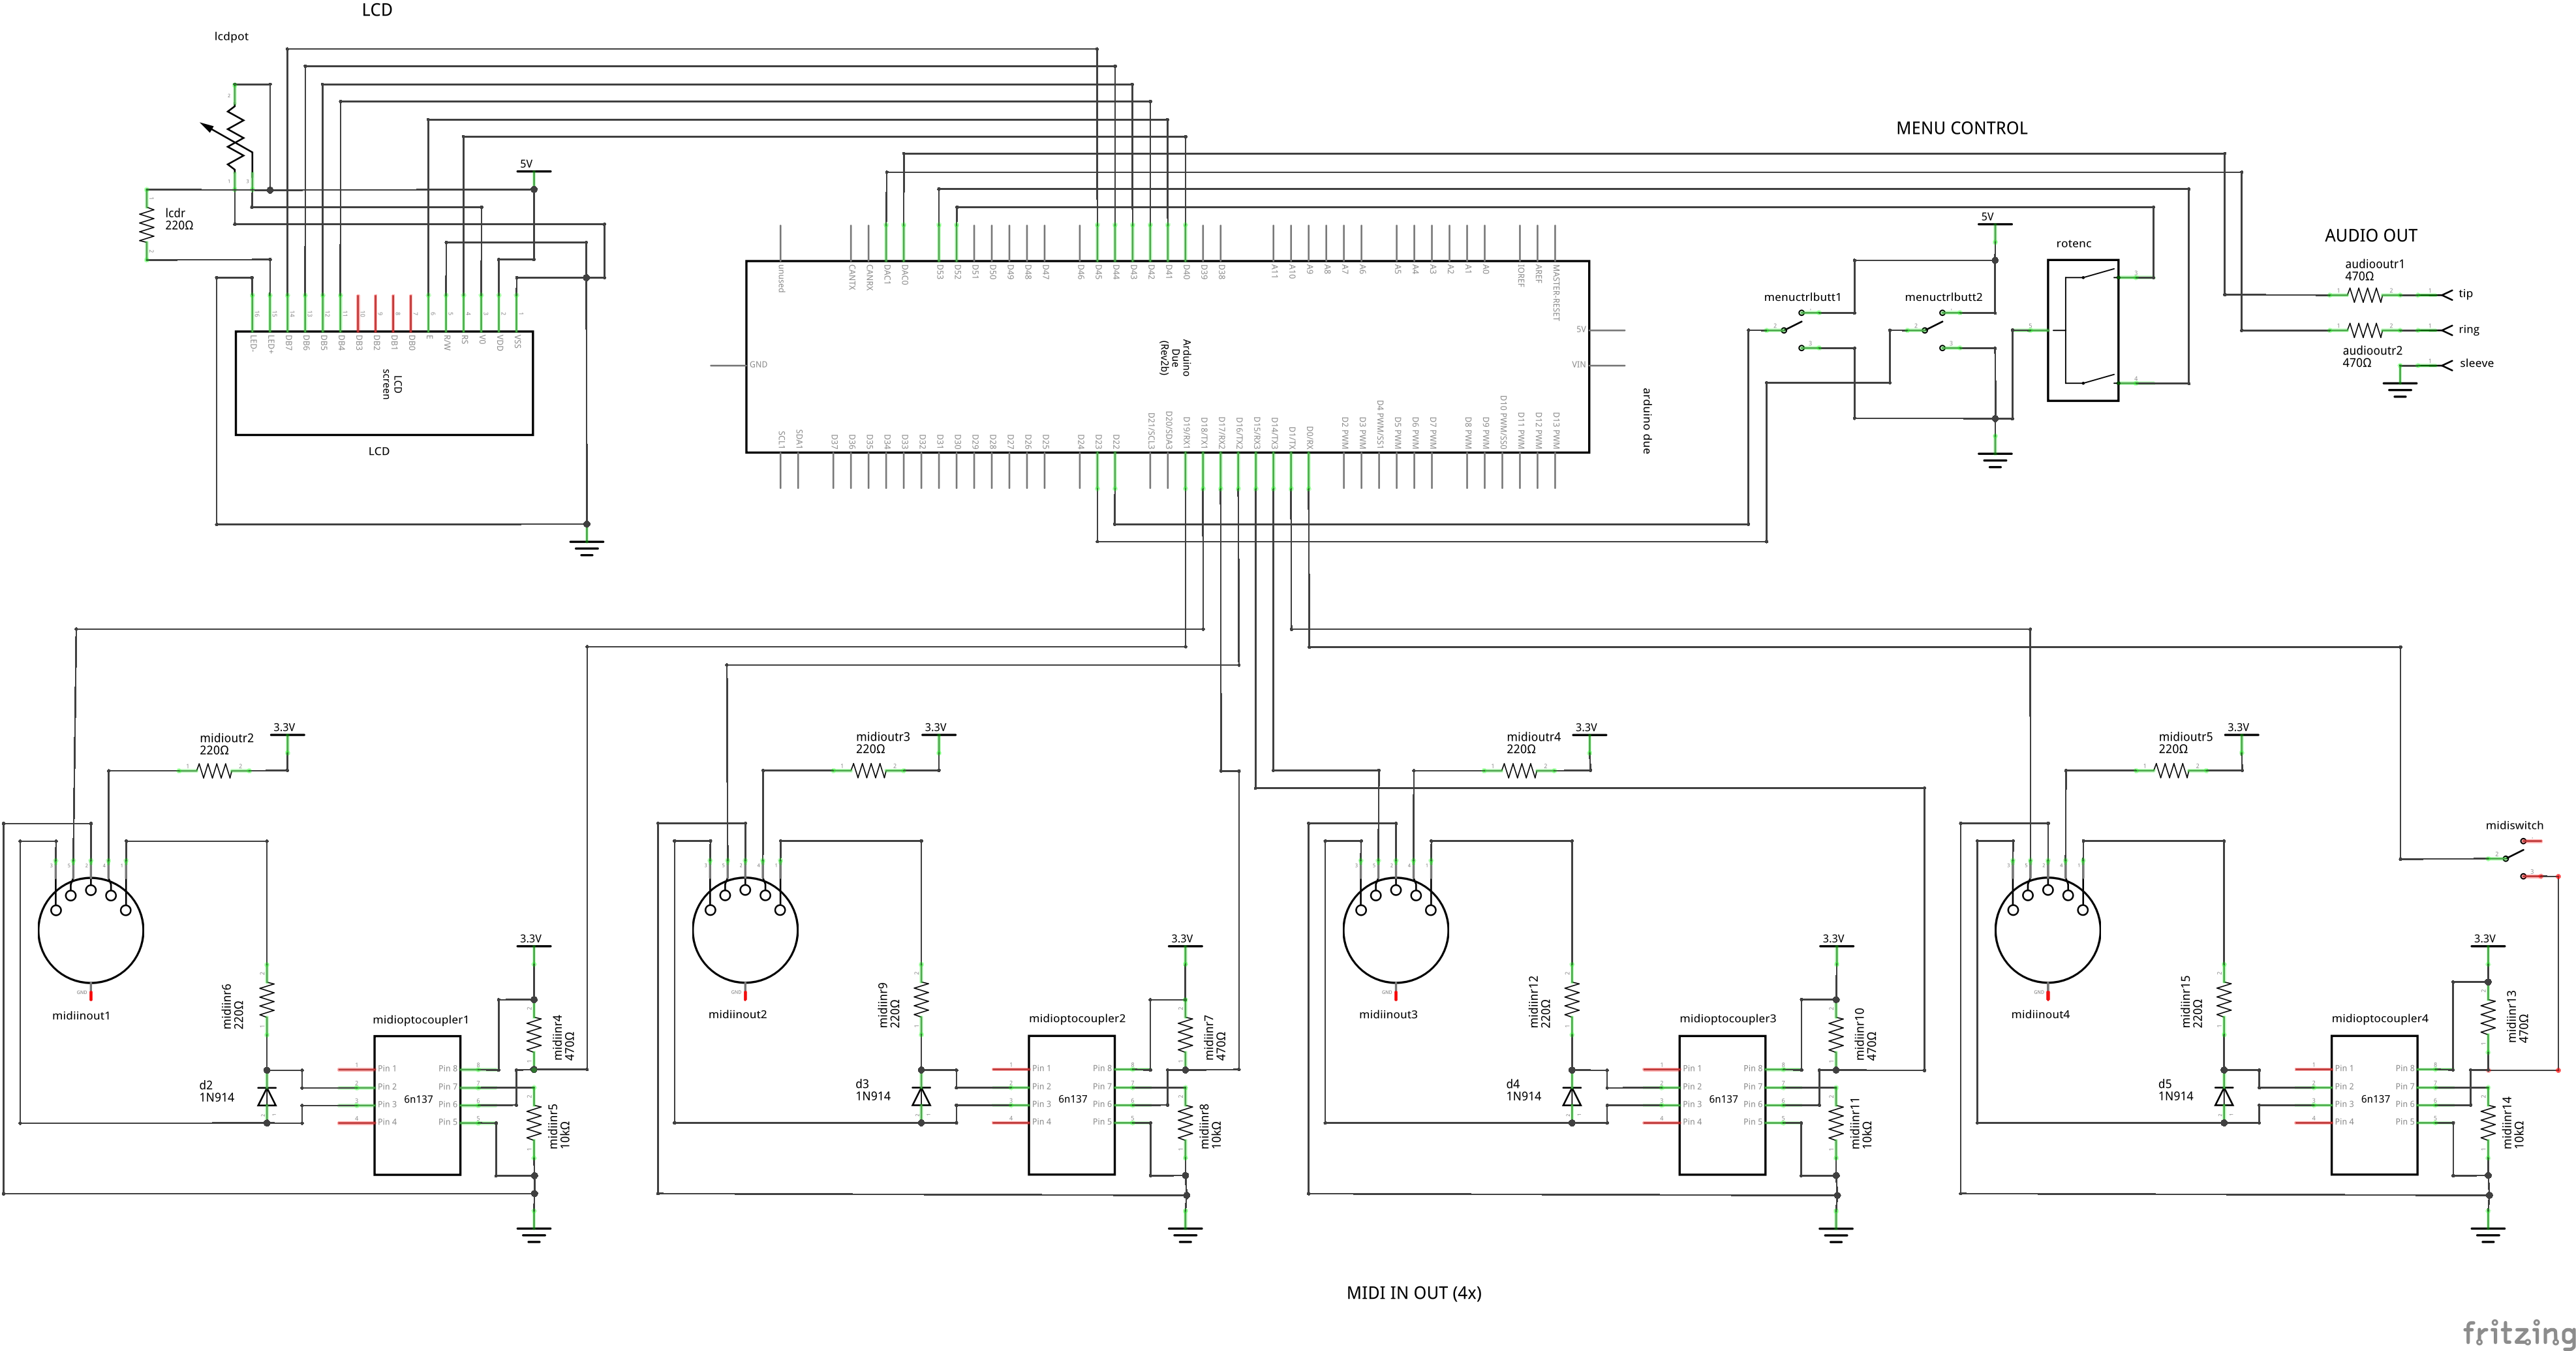 LCD
lcdpot
5V
lcdr
220Ω
LED-
LED+
DB7
DB6
DB5
DB4
DB3
DB2
DB1
DB0
E
R/W
RS
V0
VDD
VSS
LCD
screen
LCD
unused
CANTX
CANRX
DAC1
DAC0
D53
D52
D51
D50
D49
D48
D47
D46
D45
D44
D43
D42
D41
D40
D39
D38
A11
A10
A9
A8
A7
A6
A5
A4
A3
A2
A1
A0
IOREF
AREF
MASTER-RESET
GND
Arduino
Due
(Rev2b)
5V
VIN
arduino due
SCL1
SDA1
D37
D36
D35
D34
D33
D32
D31
D30
D29
D28
D27
D26
D25
D24
D23
D22
D21/SCL3
D20/SDA3
D19/RX1
D18/TX1
D17/RX2
D16/TX2
D15/RX3
D14/TX3
D1/TX
D0/RX
D2 PWM
D3 PWM
D4 PWM/SS1
D5 PWM
D6 PWM
D7 PWM
D8 PWM
D9 PWM
D10 PWM/SS0
D11 PWM
D12 PWM
D13 PWM
MENU CONTROL
5V
menuctrlbutt1
menuctrlbutt2
rotenc
AUDIO OUT
audiooutr1
470Ω
tip
ring
audiooutr2
470Ω
sleeve
midioutr2
220Ω
3.3V
GND
midiinout1
midiinr6
220Ω
d2
1N914
midioptocoupler1
Pin 1
Pin 2
Pin 3
Pin 4
6n137
Pin 8
Pin 7
Pin 6
Pin 5
3.3V
midiinr4
470Ω
midiinr5
10kΩ
midioutr3
220Ω
3.3V
GND
midiinout2
midiinr9
220Ω
d3
1N914
midioptocoupler2
Pin 1
Pin 2
Pin 3
Pin 4
6n137
Pin 8
Pin 7
Pin 6
Pin 5
3.3V
midiinr7
470Ω
midiinr8
10kΩ
midioutr4
220Ω
3.3V
GND
midiinout3
midiinr12
220Ω
d4
1N914
midioptocoupler3
Pin 1
Pin 2
Pin 3
Pin 4
6n137
Pin 8
Pin 7
Pin 6
Pin 5
3.3V
midiinr10
470Ω
midiinr11
10kΩ
midioutr5
220Ω
3.3V
GND
midiinout4
midiinr15
220Ω
d5
1N914
midioptocoupler4
Pin 1
Pin 2
Pin 3
Pin 4
6n137
Pin 8
Pin 7
Pin 6
Pin 5
midiswitch
3.3V
midiinr13
470Ω
midiinr14
10kΩ
MIDI IN OUT (4x)
fritzing